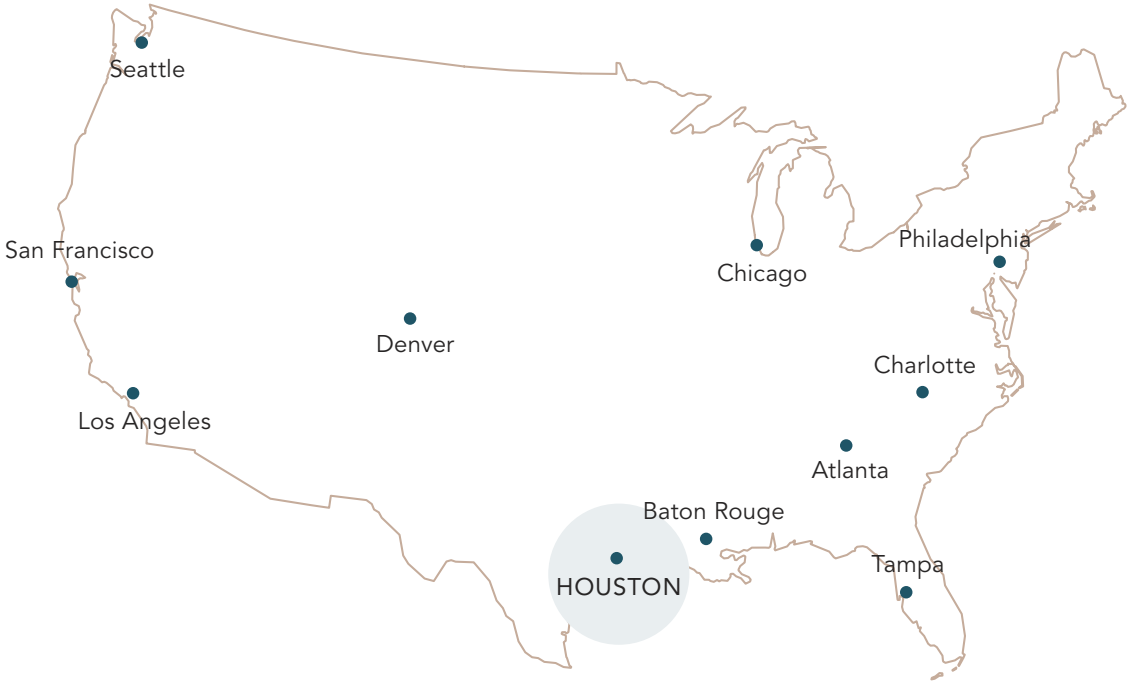 Seattle
San Francisco
Philadelphia
Chicago
Denver
Charlotte
Los Angeles
Atlanta
Baton Rouge
Tampa
HOUSTON